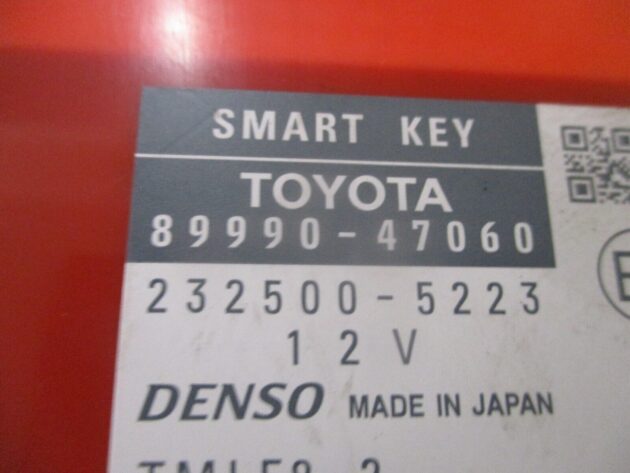 SMART KEY
TOYOTA
89990-47060
232500-5223
12V
DENSO MADE IN JAPAN